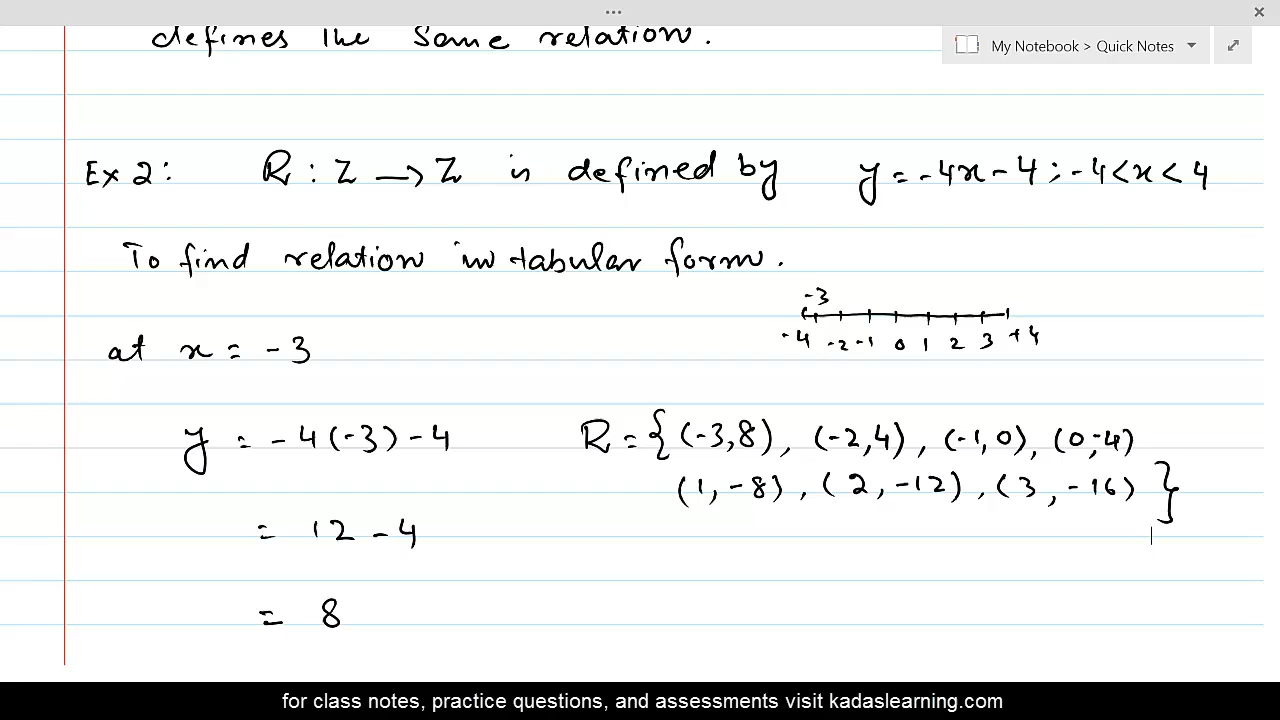 defines the same relation.
My Notebook > Quick Notes
Ex 2: R : Z → Z is defined by y = -4x - 4 ; -4 < x < 4
To find relation in tabular form.
-3
-4 -2 -1 0 1 2 3 +4
at x = -3
y = -4(-3) - 4 R = { (-3,8), (-2,4), (-1,0), (0,-4)
(1,-8), (2,-12), (3,-16) }
= 12 - 4
= 8
for class notes, practice questions, and assessments visit kadaslearning.com